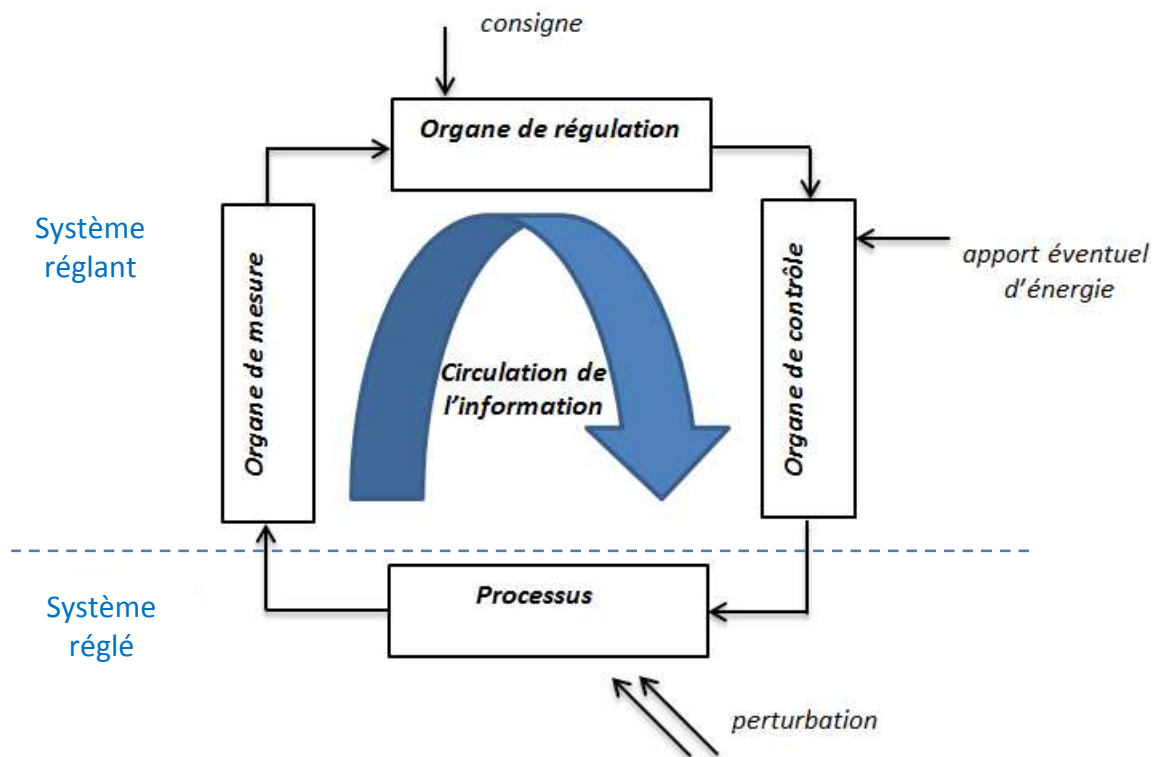 consigne
Organe de régulation
Système
réglant
Organe de mesure
Circulation de
l'information
Organe de contrôle
apport éventuel
d'énergie
Système
réglé
Processus
perturbation